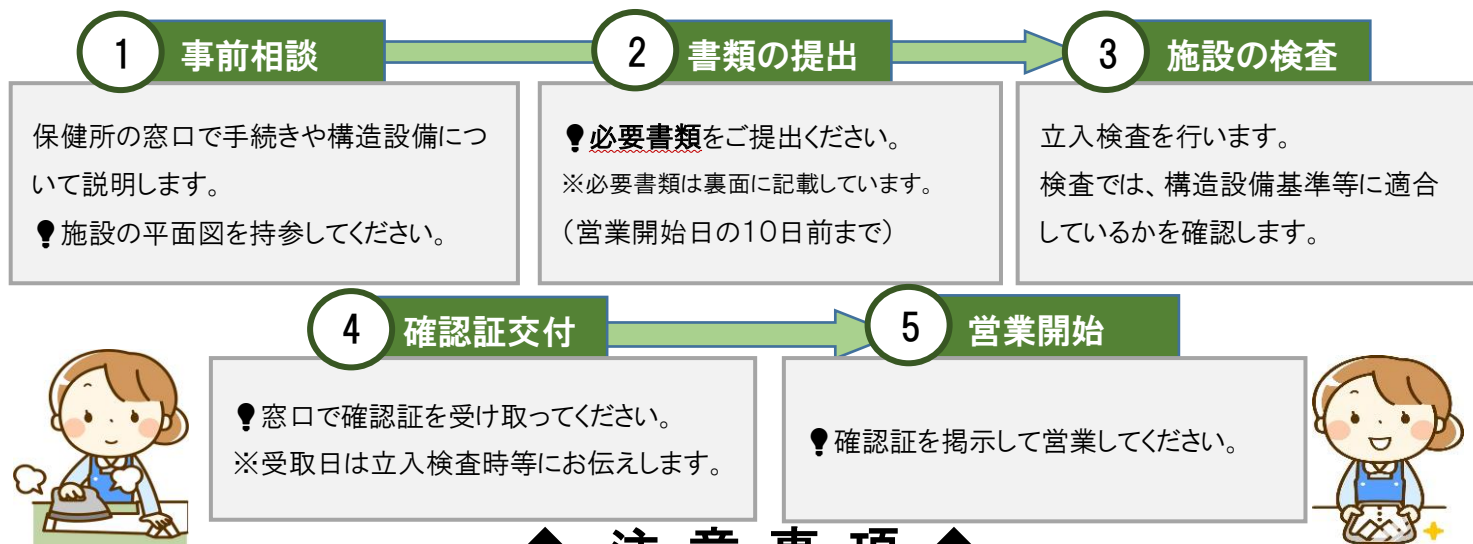 1 事前相談
保健所の窓口で手続きや構造設備につ
いて説明します。
💡施設の平面図を持参してください。
2 書類の提出
💡必要書類をご提出ください。
※必要書類は裏面に記載しています。
(営業開始日の10日前まで)
3 施設の検査
立入検査を行います。
検査では、構造設備基準等に適合
しているかを確認します。
4 確認証交付
💡窓口で確認証を受け取ってください。
※受取日は立入検査時等にお伝えします。
5 営業開始
💡確認証を掲示して営業してください。
◆ 注意事項 ◆